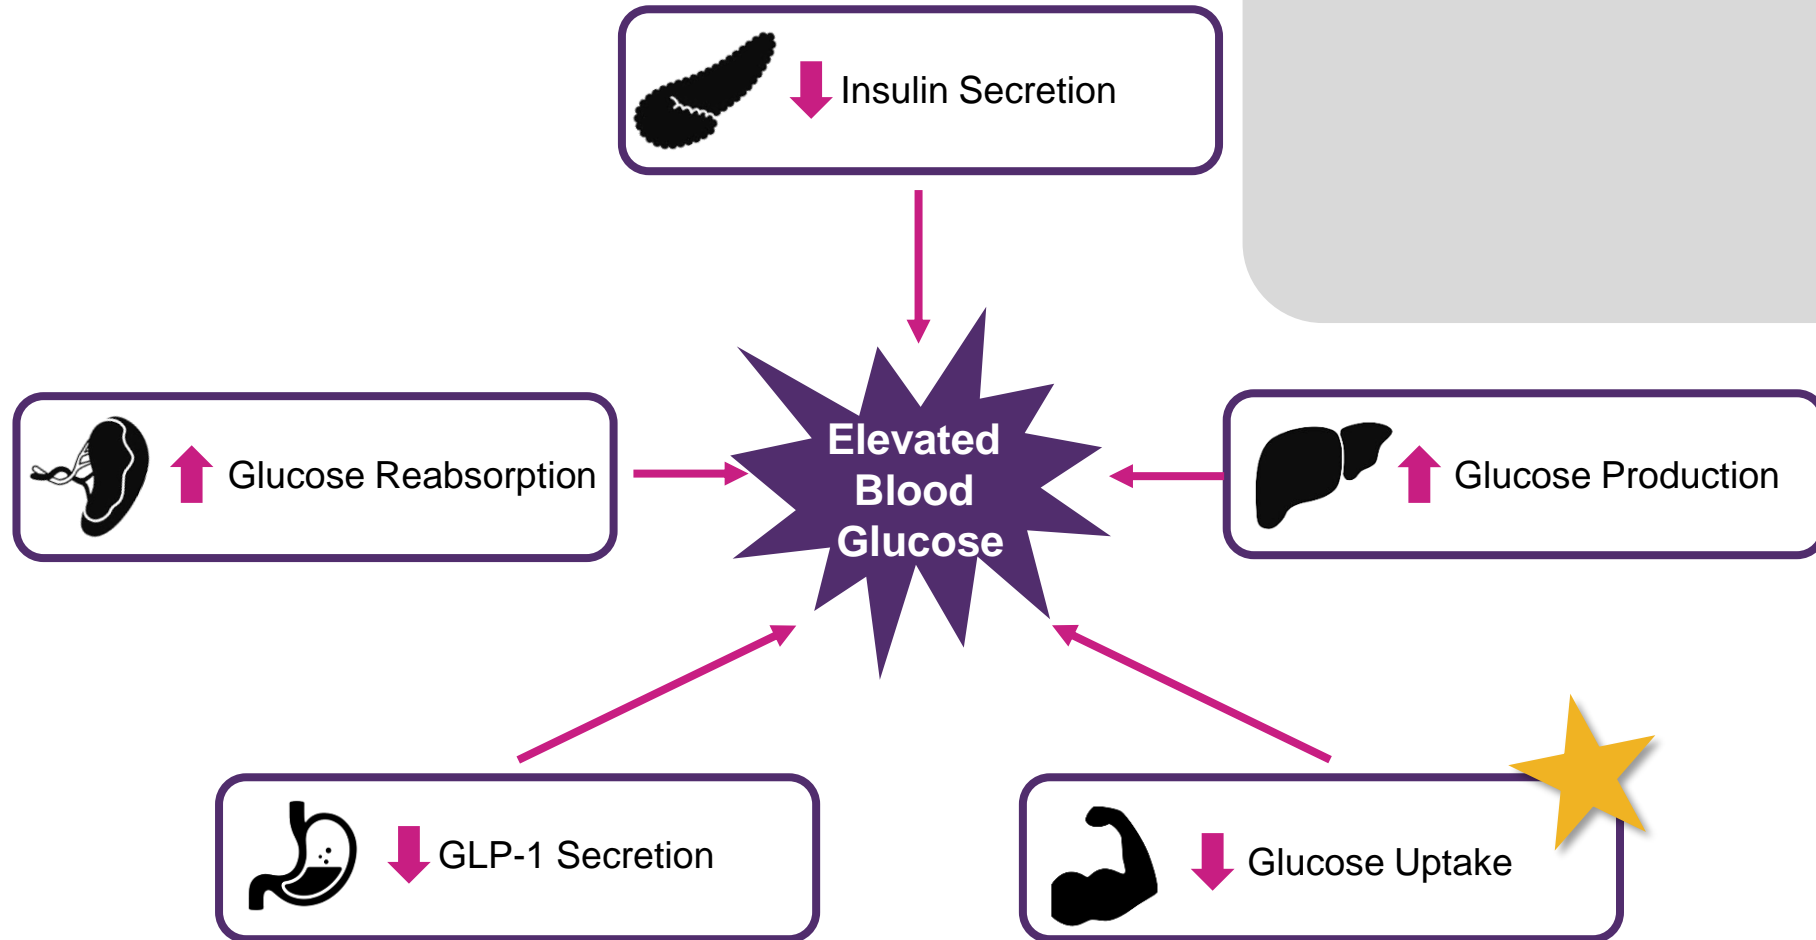 Insulin Secretion
Glucose Reabsorption
Elevated
Blood
Glucose
Glucose Production
GLP-1 Secretion
Glucose Uptake